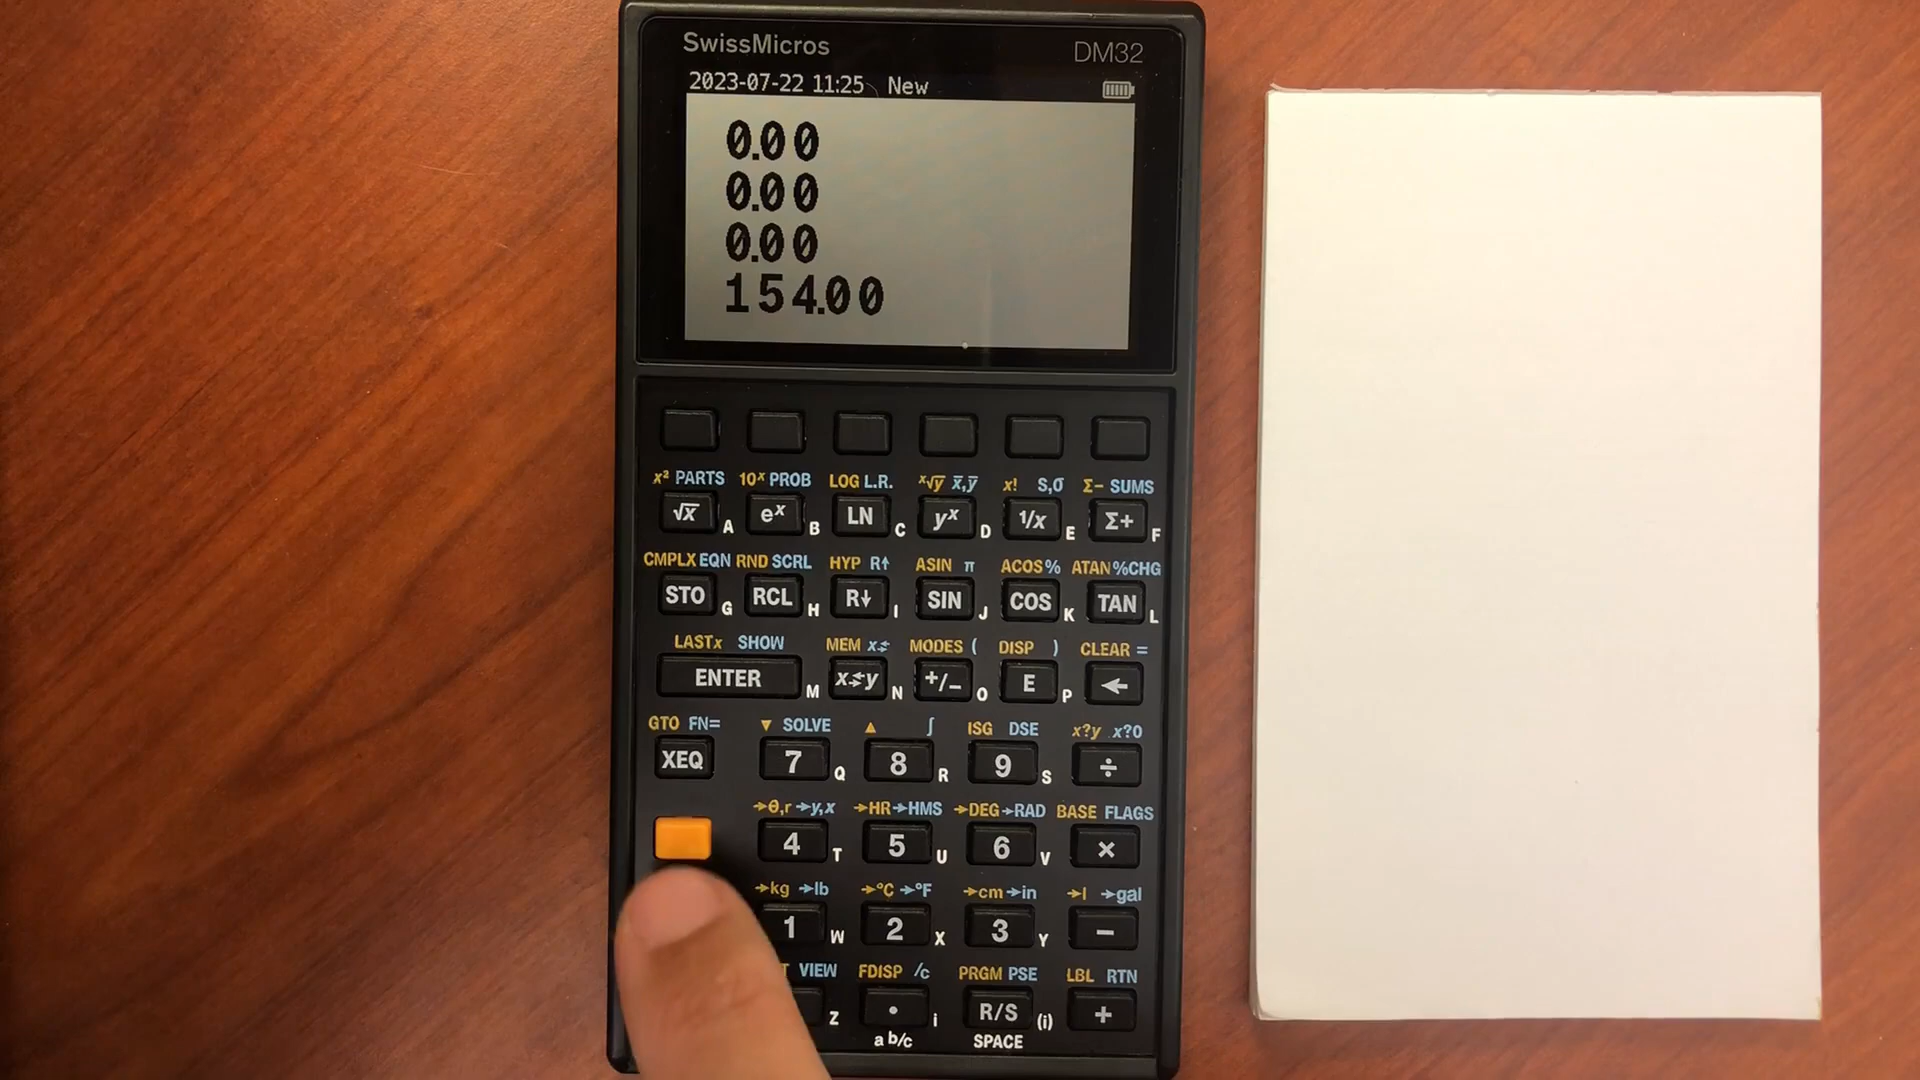 SwissMicros DM32
2023-07-22 11:25 New
0.00
0.00
0.00
154.00
x² PARTS 10ˣ PROB LOG L.R. ˣ√y x̄,ȳ x! S,σ Σ− SUMS
√x A eˣ B LN C yˣ D 1/x E Σ+ F
CMPLX EQN RND SCRL HYP R↑ ASIN π ACOS % ATAN %CHG
STO G RCL H R↓ I SIN J COS K TAN L
LASTx SHOW MEM x⇆ MODES ( DISP ) CLEAR =
ENTER M x⇆y N +/− O E P ←
GTO FN= ▼ SOLVE ▲ ∫ ISG DSE x?y x?0
XEQ 7 Q 8 R 9 S ÷
→θ,r →y,x →HR →HMS →DEG →RAD BASE FLAGS
4 T 5 U 6 V ×
→kg →lb →°C →°F →cm →in →l →gal
1 W 2 X 3 Y −
VIEW FDISP /c PRGM PSE LBL RTN
Z • i R/S (i) +
a b/c SPACE